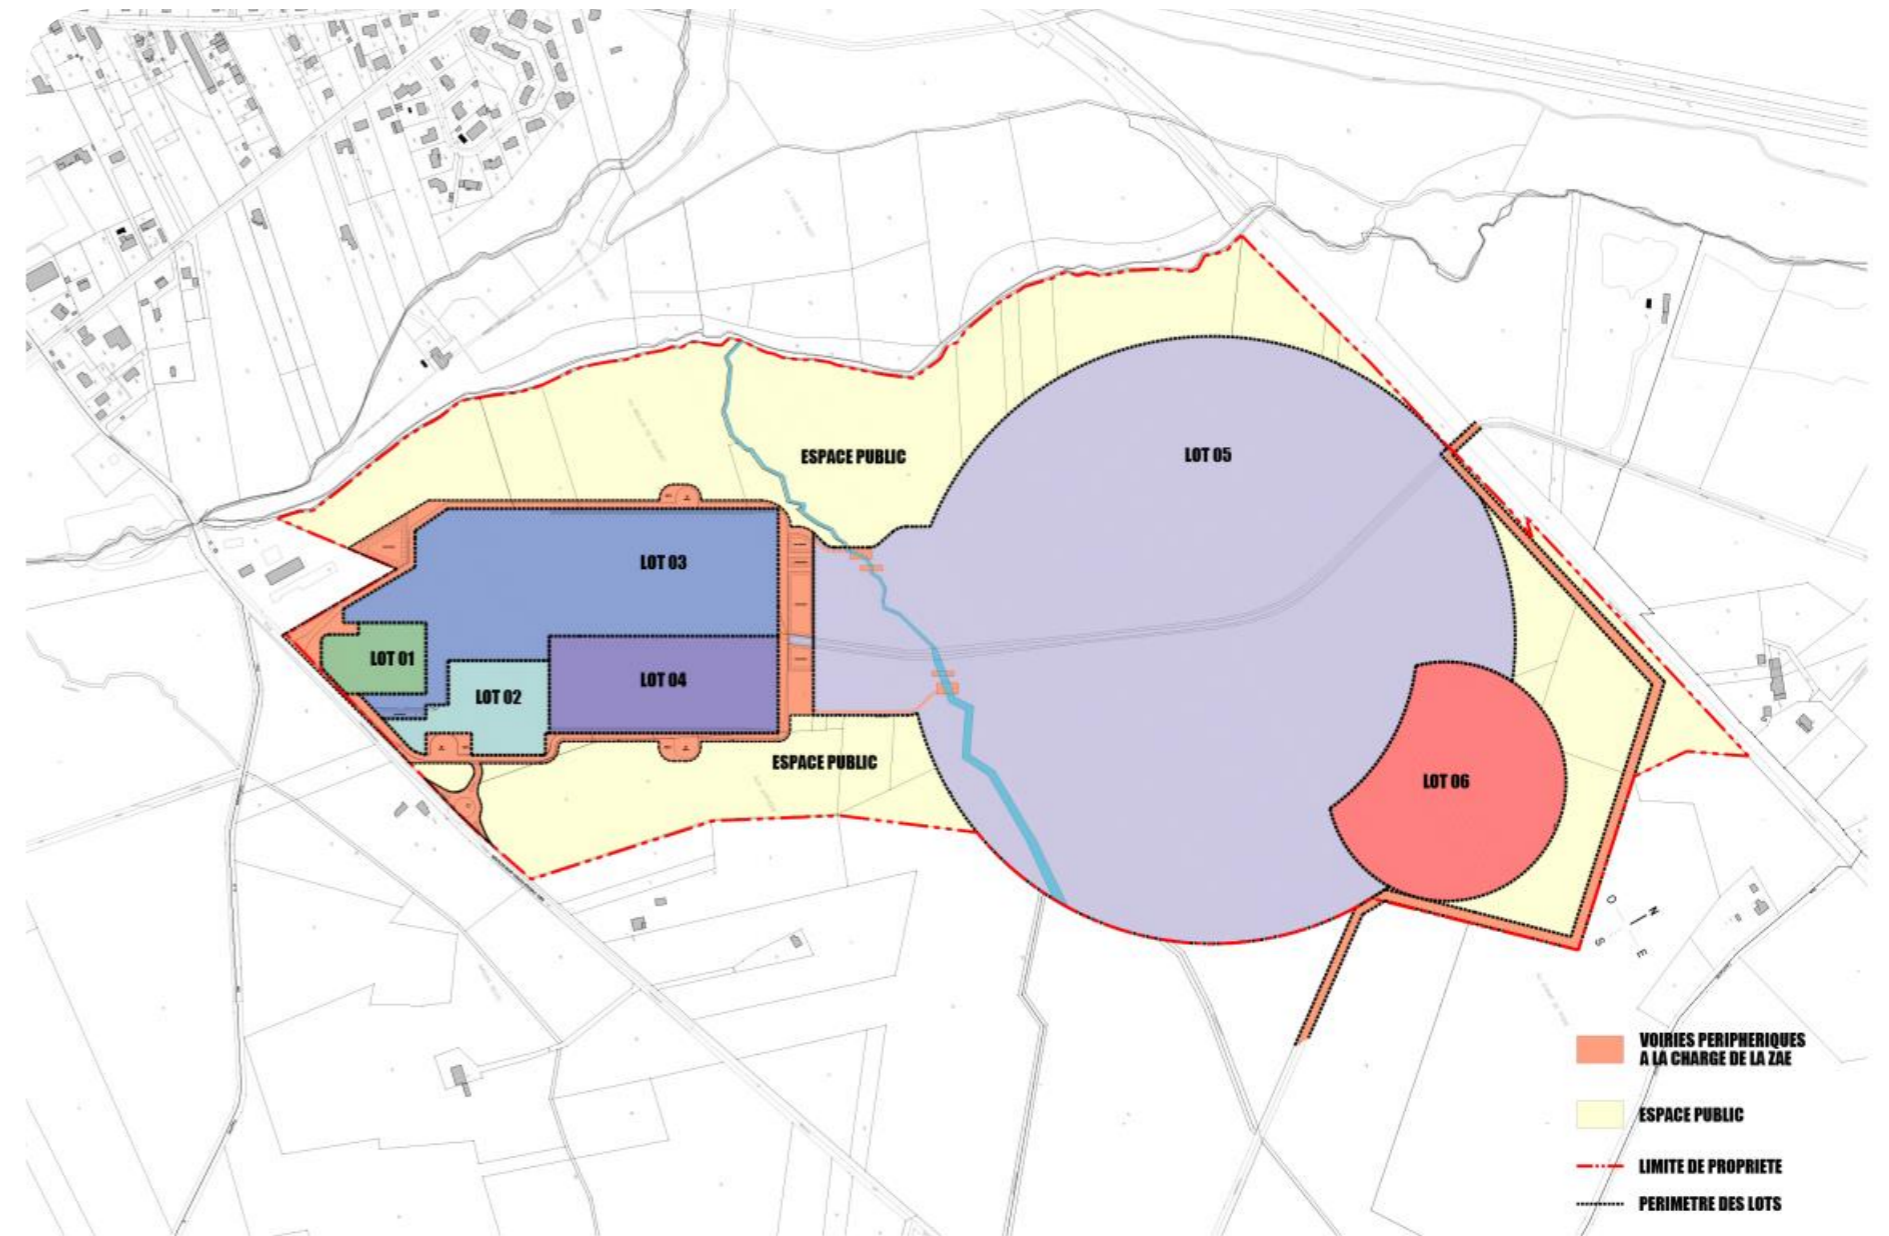 ESPACE PUBLIC
LOT 05
LOT 03
LOT 01
LOT 02
LOT 04
ESPACE PUBLIC
LOT 06
N
O
S
E
VOIRIES PERIPHERIQUES
A LA CHARGE DE LA ZAE
ESPACE PUBLIC
LIMITE DE PROPRIETE
PERIMETRE DES LOTS